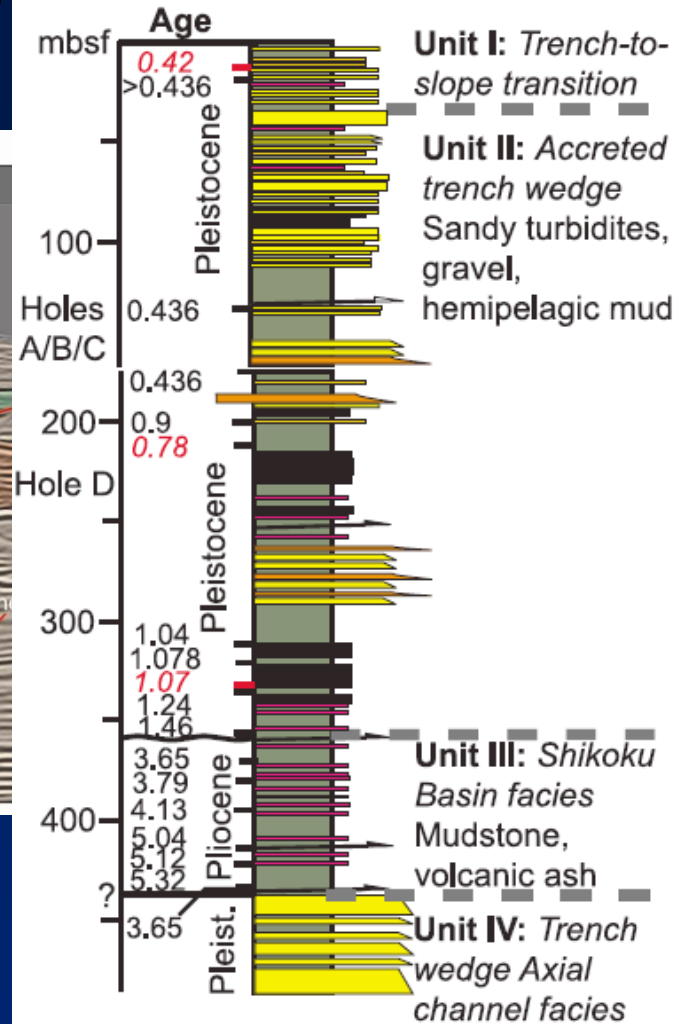 Age
mbsf
0.42
>0.436
Pleistocene
100
Holes
A/B/C
0.436
0.436
200
0.9
0.78
Hole D
Pleistocene
300
1.04
1.078
1.07
1.24
1.46
3.65
3.79
4.13
400
5.04
5.12
5.32
Pliocene
?
3.65
Pleist.
Unit I: Trench-to-
slope transition
Unit II: Accreted
trench wedge
Sandy turbidites,
gravel,
hemipelagic mud
Unit III: Shikoku
Basin facies
Mudstone,
volcanic ash
Unit IV: Trench
wedge Axial
channel facies